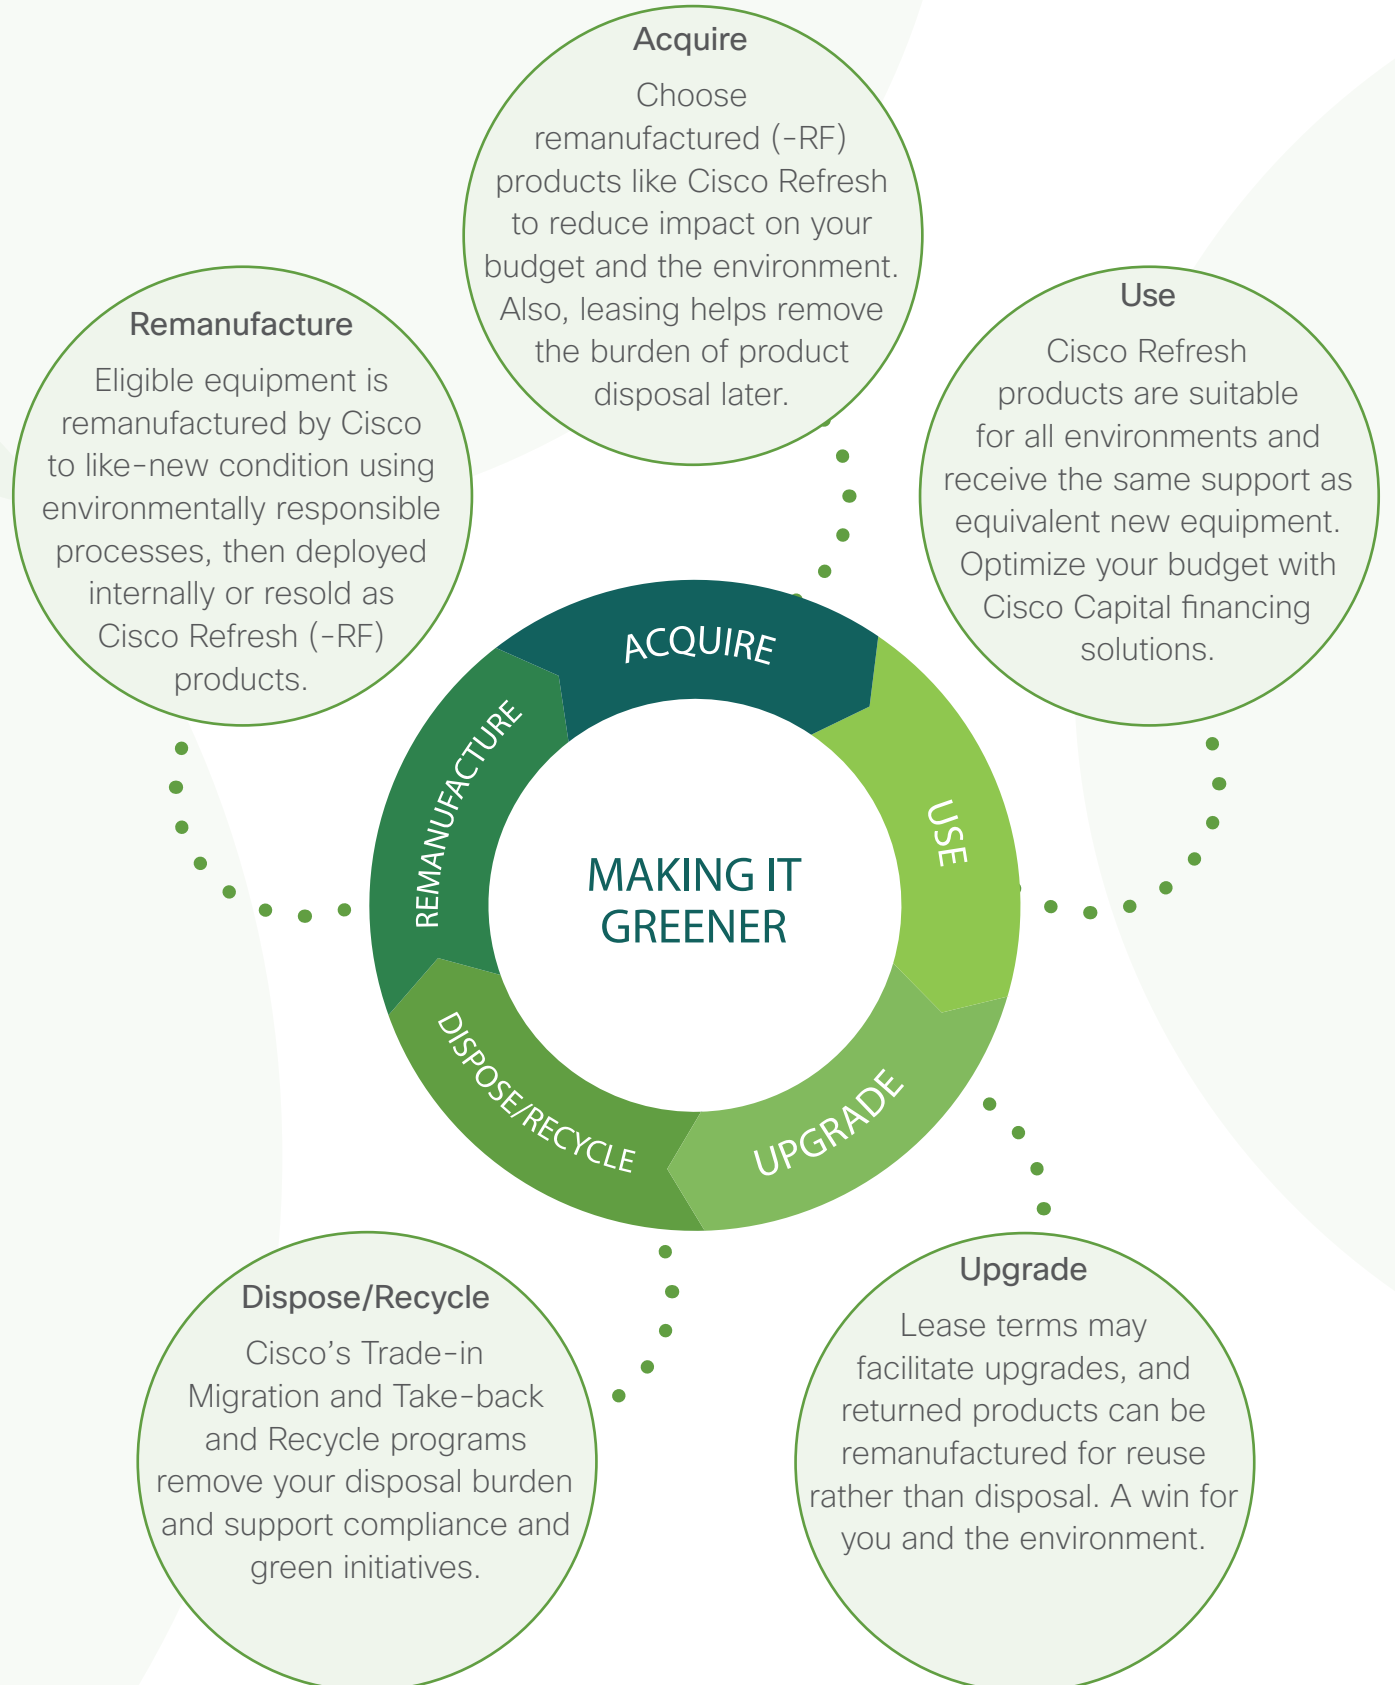 Acquire
Choose
remanufactured (-RF)
products like Cisco Refresh
to reduce impact on your
budget and the environment.
Also, leasing helps remove
the burden of product
disposal later.
Use
Cisco Refresh
products are suitable
for all environments and
receive the same support as
equivalent new equipment.
Optimize your budget with
Cisco Capital financing
solutions.
Remanufacture
Eligible equipment is
remanufactured by Cisco
to like-new condition using
environmentally responsible
processes, then deployed
internally or resold as
Cisco Refresh (-RF)
products.
ACQUIRE
USE
UPGRADE
DISPOSE/RECYCLE
REMANUFACTURE
MAKING IT
GREENER
Dispose/Recycle
Cisco’s Trade-in
Migration and Take-back
and Recycle programs
remove your disposal burden
and support compliance and
green initiatives.
Upgrade
Lease terms may
facilitate upgrades, and
returned products can be
remanufactured for reuse
rather than disposal. A win for
you and the environment.